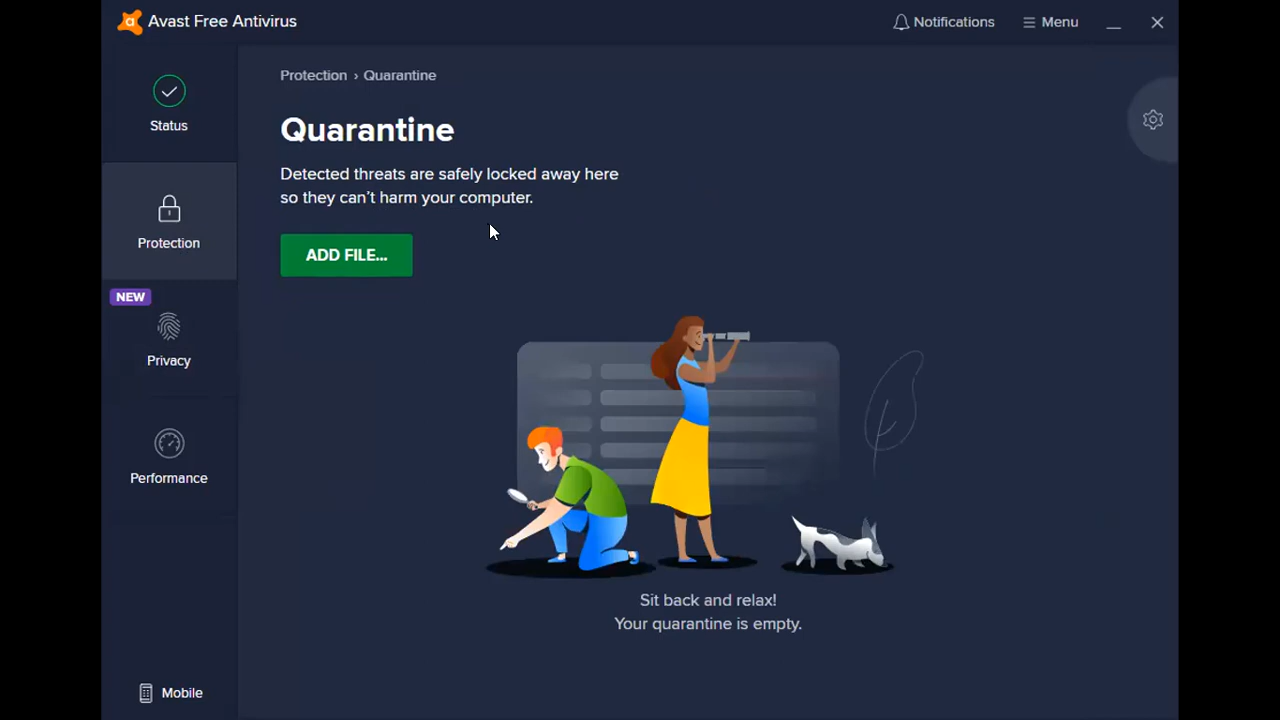 Avast Free Antivirus
Notifications
Menu
Status
Protection
NEW
Privacy
Performance
Mobile
Protection › Quarantine
Quarantine
Detected threats are safely locked away here
so they can’t harm your computer.
ADD FILE...
Sit back and relax!
Your quarantine is empty.